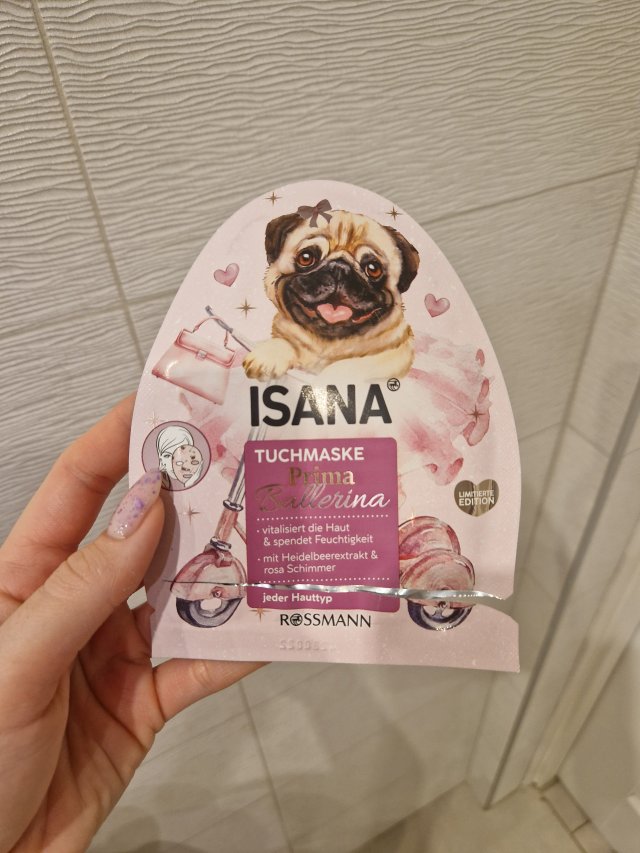 ISANA
TUCHMASKE
Prima
Ballerina
· vitalisiert die Haut
& spendet Feuchtigkeit
· mit Heidelbeerextrakt &
rosa Schimmer
jeder Hauttyp
LIMITIERTE
EDITION
ROSSMANN